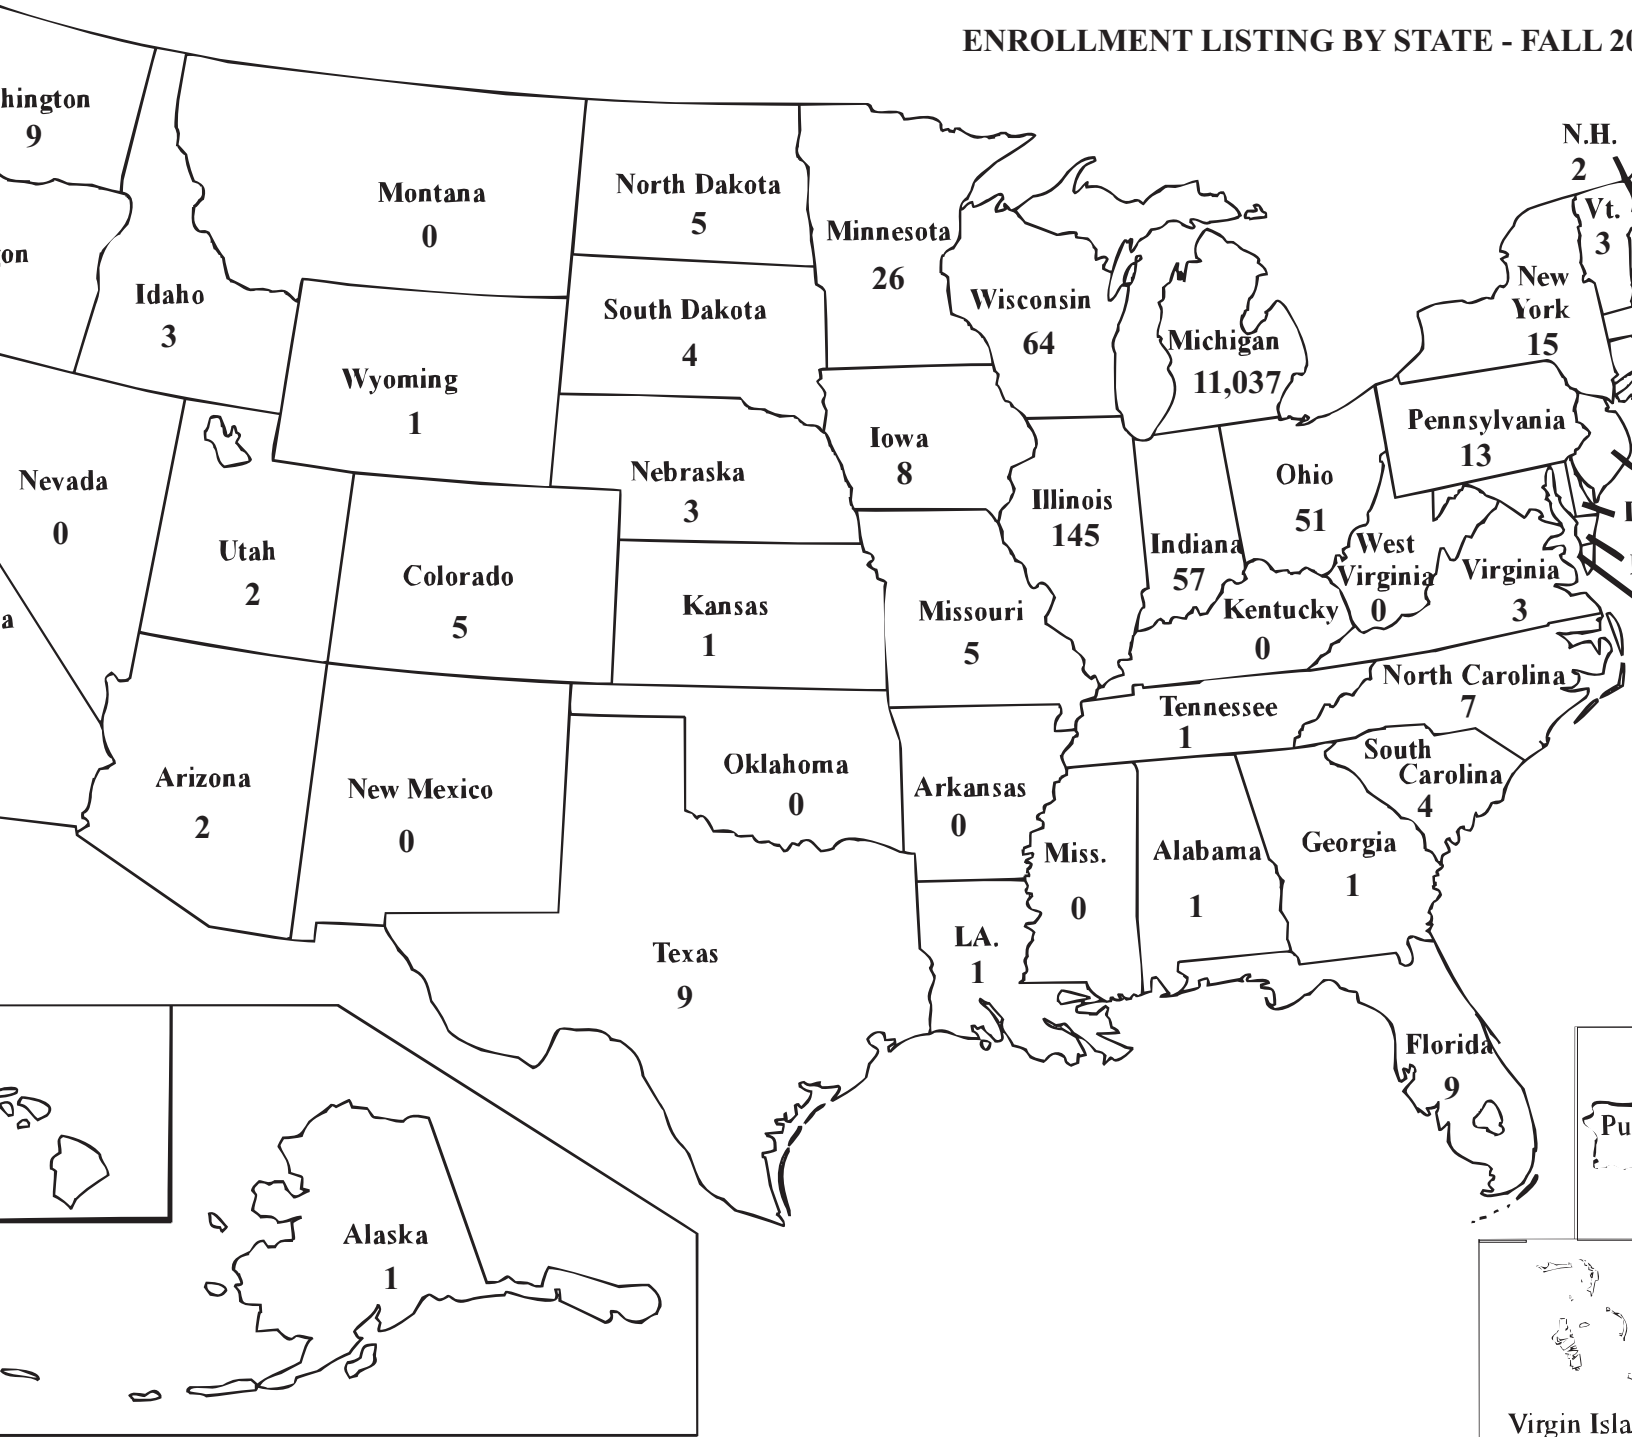 ENROLLMENT LISTING BY STATE - FALL 20
hington
9
N.H.
2
Montana
0
North Dakota
5
Vt.
3
Minnesota
26
on
Idaho
3
South Dakota
4
Wisconsin
64
New
York
15
Michigan
11,037
Wyoming
1
Pennsylvania
13
Iowa
8
Nevada
0
Nebraska
3
Illinois
145
Ohio
51
Utah
2
Indiana
57
West
Virginia
0
Virginia
3
Colorado
5
Kansas
1
Missouri
5
Kentucky
0
a
North Carolina
7
Tennessee
1
Arizona
2
New Mexico
0
Oklahoma
0
Arkansas
0
South
Carolina
4
Miss.
0
Alabama
1
Georgia
1
Texas
9
LA.
1
Florida
9
Pu
Alaska
1
Virgin Isla